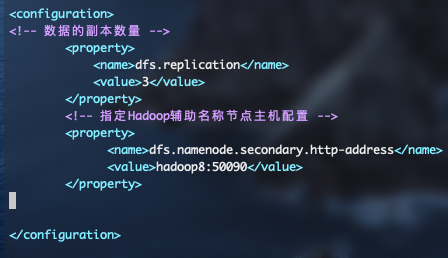 <configuration>
<!-- 数据的副本数量 -->
<property>
<name>dfs.replication</name>
<value>3</value>
</property>
<!-- 指定Hadoop辅助名称节点主机配置 -->
<property>
<name>dfs.namenode.secondary.http-address</name>
<value>hadoop8:50090</value>
</property>
</configuration>